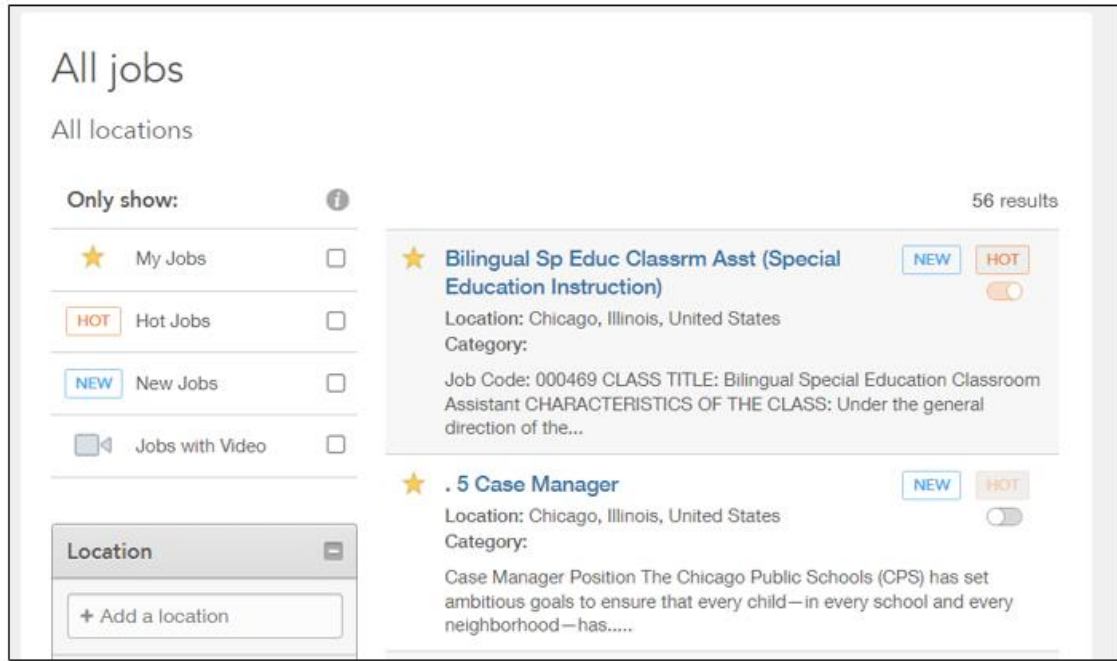 All jobs
All locations
Only show:
56 results
My Jobs
HOT Hot Jobs
NEW New Jobs
Jobs with Video
Location
+ Add a location
Bilingual Sp Educ Classrm Asst (Special
Education Instruction)
NEW HOT
Location: Chicago, Illinois, United States
Category:
Job Code: 000469 CLASS TITLE: Bilingual Special Education Classroom
Assistant CHARACTERISTICS OF THE CLASS: Under the general
direction of the...
. 5 Case Manager
NEW HOT
Location: Chicago, Illinois, United States
Category:
Case Manager Position The Chicago Public Schools (CPS) has set
ambitious goals to ensure that every child—in every school and every
neighborhood—has.....